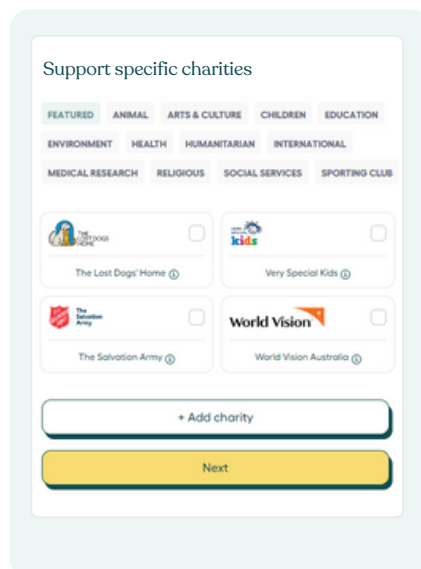 Support specific charities
FEATURED ANIMAL ARTS & CULTURE CHILDREN EDUCATION
ENVIRONMENT HEALTH HUMANITARIAN INTERNATIONAL
MEDICAL RESEARCH RELIGIOUS SOCIAL SERVICES SPORTING CLUB
THE
LOST DOGS'
HOME
kids
The Lost Dogs' Home
Very Special Kids
The
Salvation
Army
World Vision
The Salvation Army
World Vision Australia
+ Add charity
Next